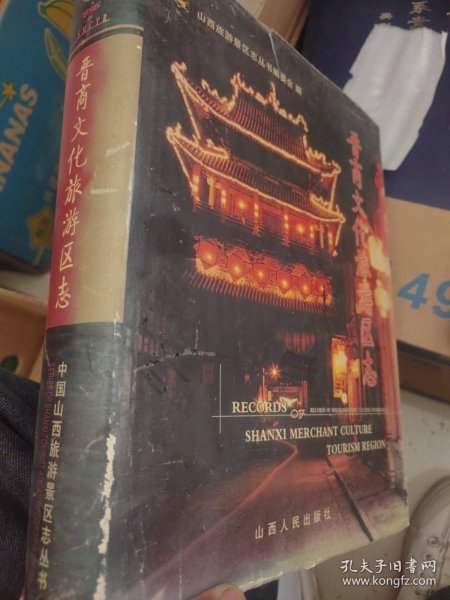 S.X.T.R.
晋商文化旅游区志
中国山西旅游景区志丛书
山西旅游景区志丛书编委会 编
晋商文化旅游区志
RECORDS
OF
SHANXI MERCHANT CULTURE
TOURISM REGION
山西人民出版社
ANANAS
49
孔夫子旧书网
www.kongfz.com